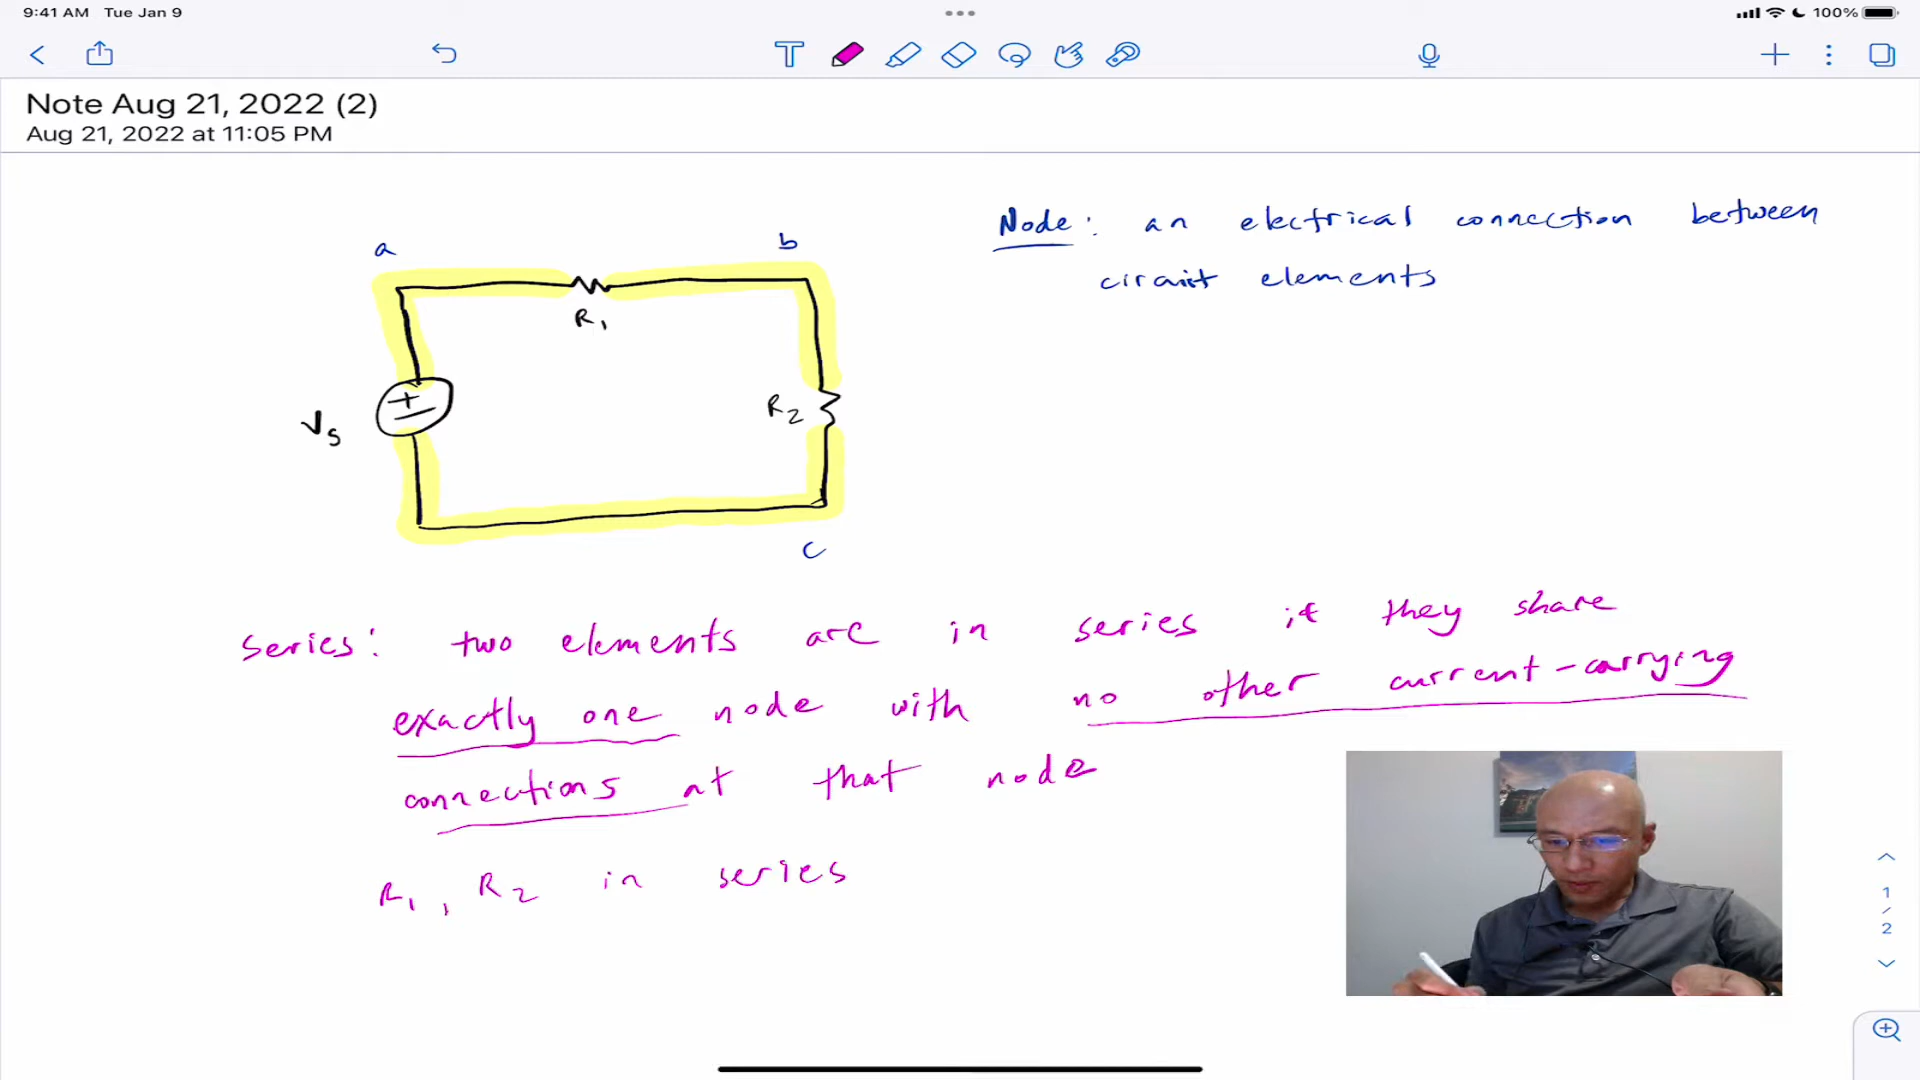 9:41 AM Tue Jan 9
100%
Note Aug 21, 2022 (2)
Aug 21, 2022 at 11:05 PM
Node: an electrical connection between
circuit elements
a
b
R1
R2
Vs
c
series: two elements are in series if they share
exactly one node with no other current-carrying
connections at that node
R1, R2 in series
1
/
2